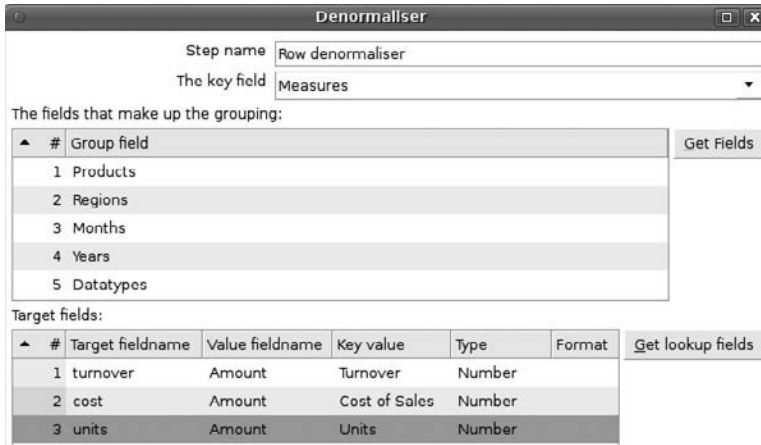 Denormaliser
Step name Row denormaliser
The key field Measures
The fields that make up the grouping:
# Group field Get Fields
1 Products
2 Regions
3 Months
4 Years
5 Datatypes
Target fields:
# Target fieldname Value fieldname Key value Type Format Get lookup fields
1 turnover Amount Turnover Number
2 cost Amount Cost of Sales Number
3 units Amount Units Number